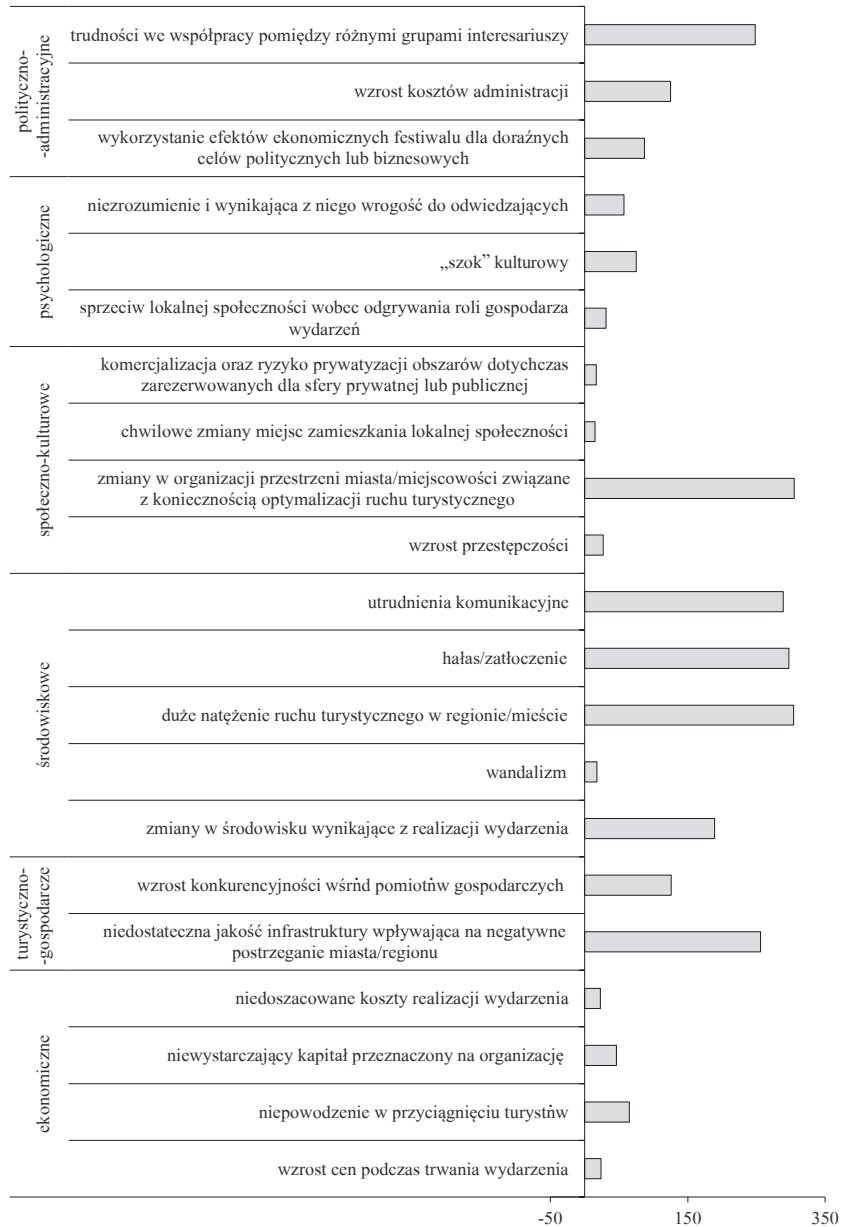 polityczno-
-administracyjne
trudności we współpracy pomiędzy różnymi grupami interesariuszy
wzrost kosztów administracji
wykorzystanie efektów ekonomicznych festiwalu dla doraźnych
celów politycznych lub biznesowych
psychologiczne
niezrozumienie i wynikająca z niego wrogość do odwiedzających
„szok” kulturowy
sprzeciw lokalnej społeczności wobec odgrywania roli gospodarza
wydarzeń
społeczno-kulturowe
komercjalizacja oraz ryzyko prywatyzacji obszarów dotychczas
zarezerwowanych dla sfery prywatnej lub publicznej
chwilowe zmiany miejsc zamieszkania lokalnej społeczności
zmiany w organizacji przestrzeni miasta/miejscowości związane
z koniecznością optymalizacji ruchu turystycznego
wzrost przestępczości
środowiskowe
utrudnienia komunikacyjne
hałas/zatłoczenie
duże natężenie ruchu turystycznego w regionie/mieście
wandalizm
zmiany w środowisku wynikające z realizacji wydarzenia
turystyczno-
-gospodarcze
wzrost konkurencyjności wśrňd pomiotňw gospodarczych
niedostateczna jakość infrastruktury wpływająca na negatywne
postrzeganie miasta/regionu
ekonomiczne
niedoszacowane koszty realizacji wydarzenia
niewystarczający kapitał przeznaczony na organizację
niepowodzenie w przyciągnięciu turystňw
wzrost cen podczas trwania wydarzenia
-50 150 350